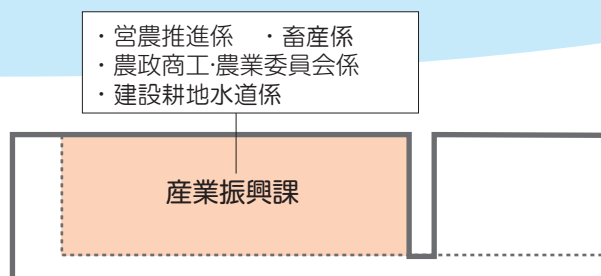 ・営農推進係　・畜産係
・農政商工・農業委員会係
・建設耕地水道係
産業振興課